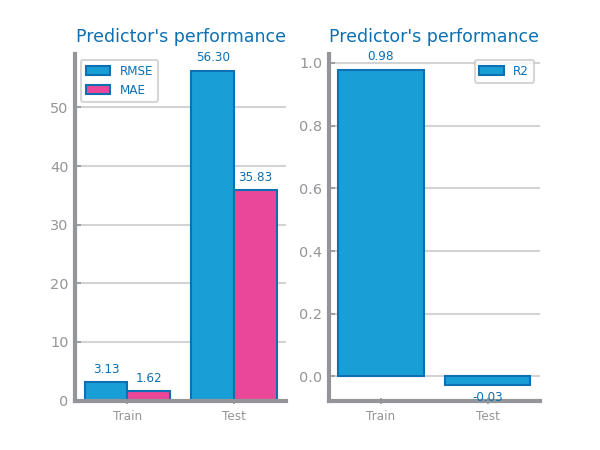 Predictor's performance
RMSE
MAE
56.30
35.83
3.13
1.62
50
40
30
20
10
0
Train
Test
Predictor's performance
R2
0.98
-0.03
1.0
0.8
0.6
0.4
0.2
0.0
Train
Test